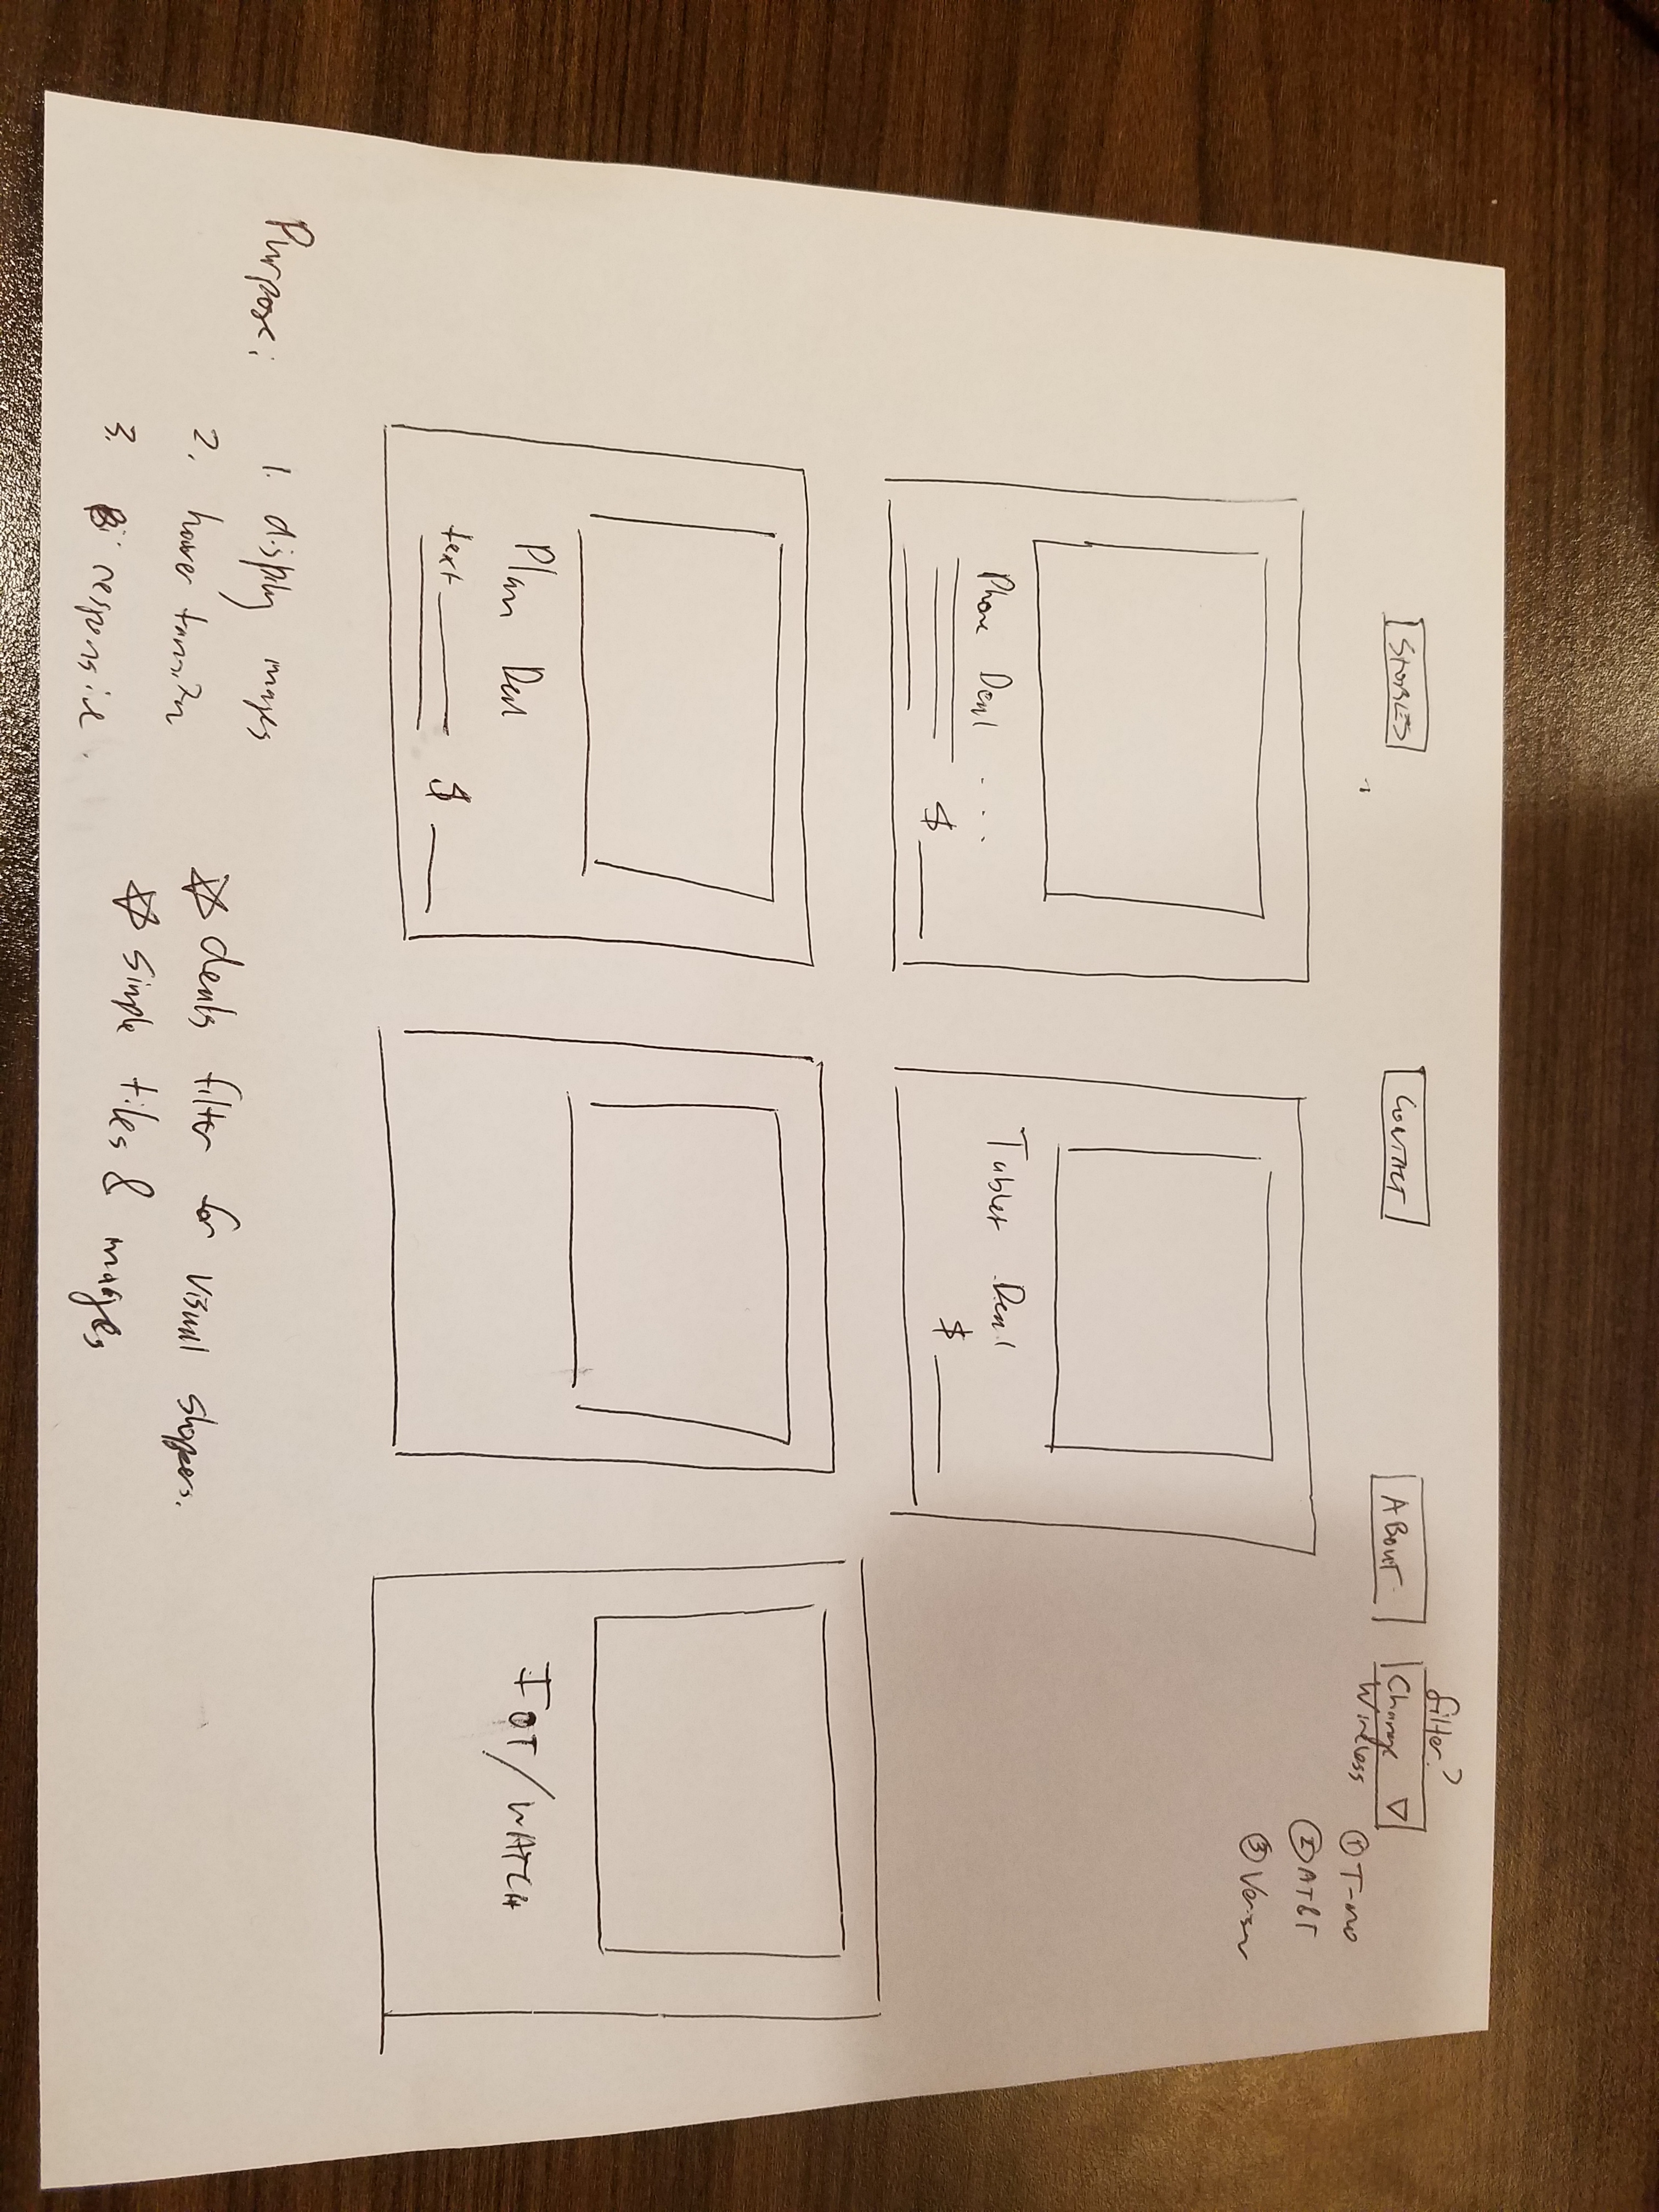 filter?
STORES CONTACT ABOUT Change ▽
Wireless
① T-mo
② AT&T
③ Verizon
Phone Deal ...
$
Tablet Deal
$
Plan Deal
text
$
IOT/WATCH
Purpose:
1. display images
2. hover transition
3. responsive.
☆ deals filter for visual shoppers.
☆ simple tiles & images